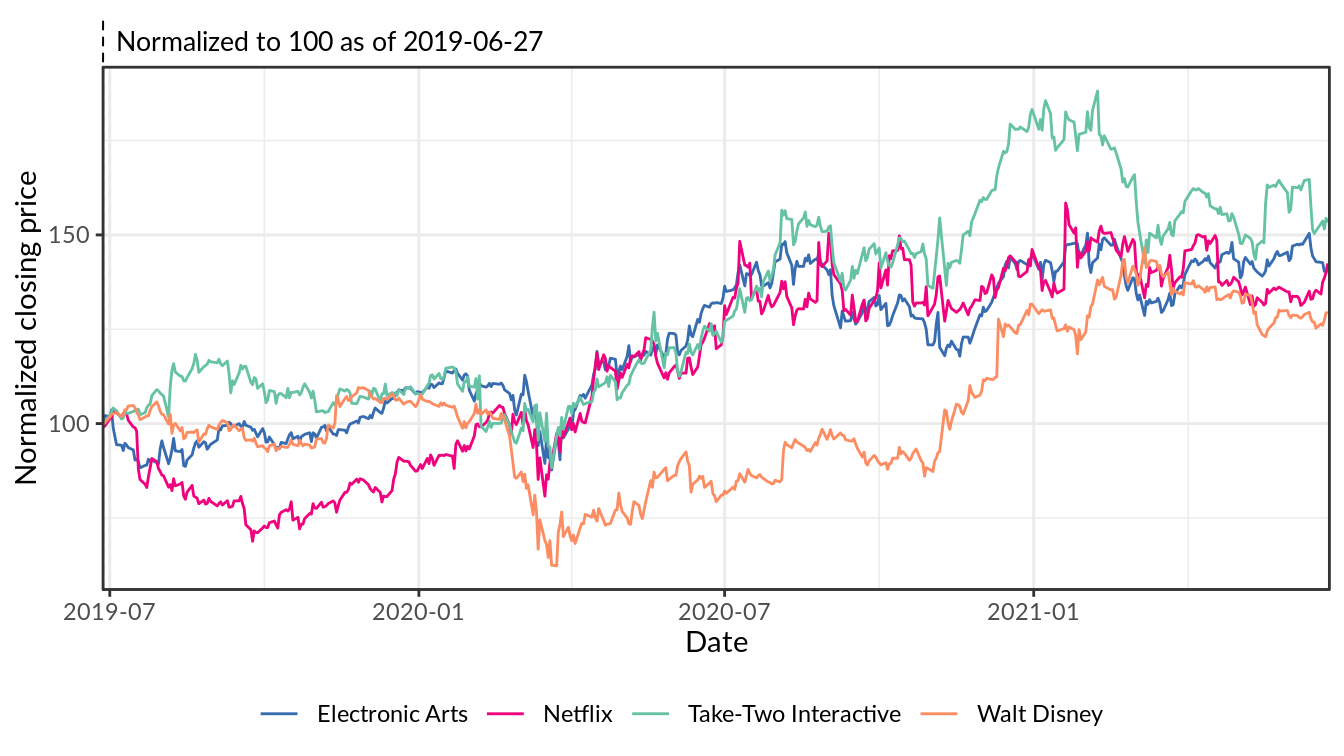 Normalized to 100 as of 2019-06-27
Normalized closing price
150
100
2019-07 2020-01 2020-07 2021-01
Date
Electronic Arts Netflix Take-Two Interactive Walt Disney